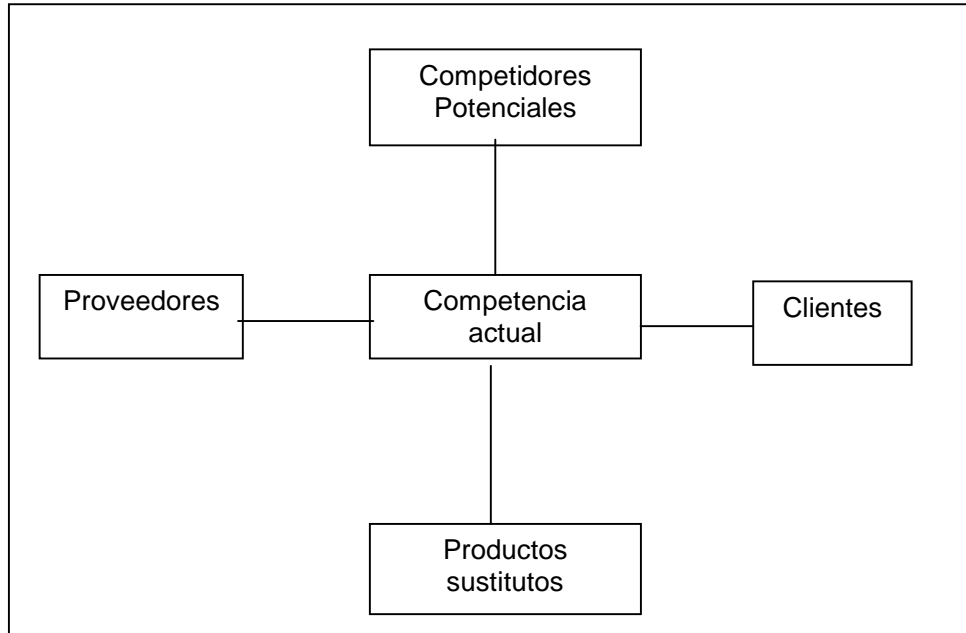 Competidores
Potenciales
Proveedores
Competencia
actual
Clientes
Productos
sustitutos